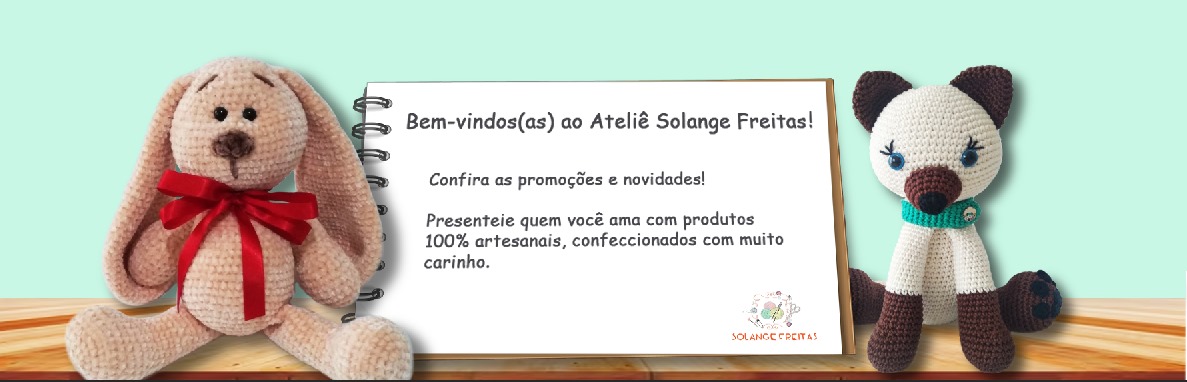 Bem-vindos(as) ao Ateliê Solange Freitas!
Confira as promoções e novidades!
Presenteie quem você ama com produtos
100% artesanais, confeccionados com muito
carinho.
SOLANGE FREITAS